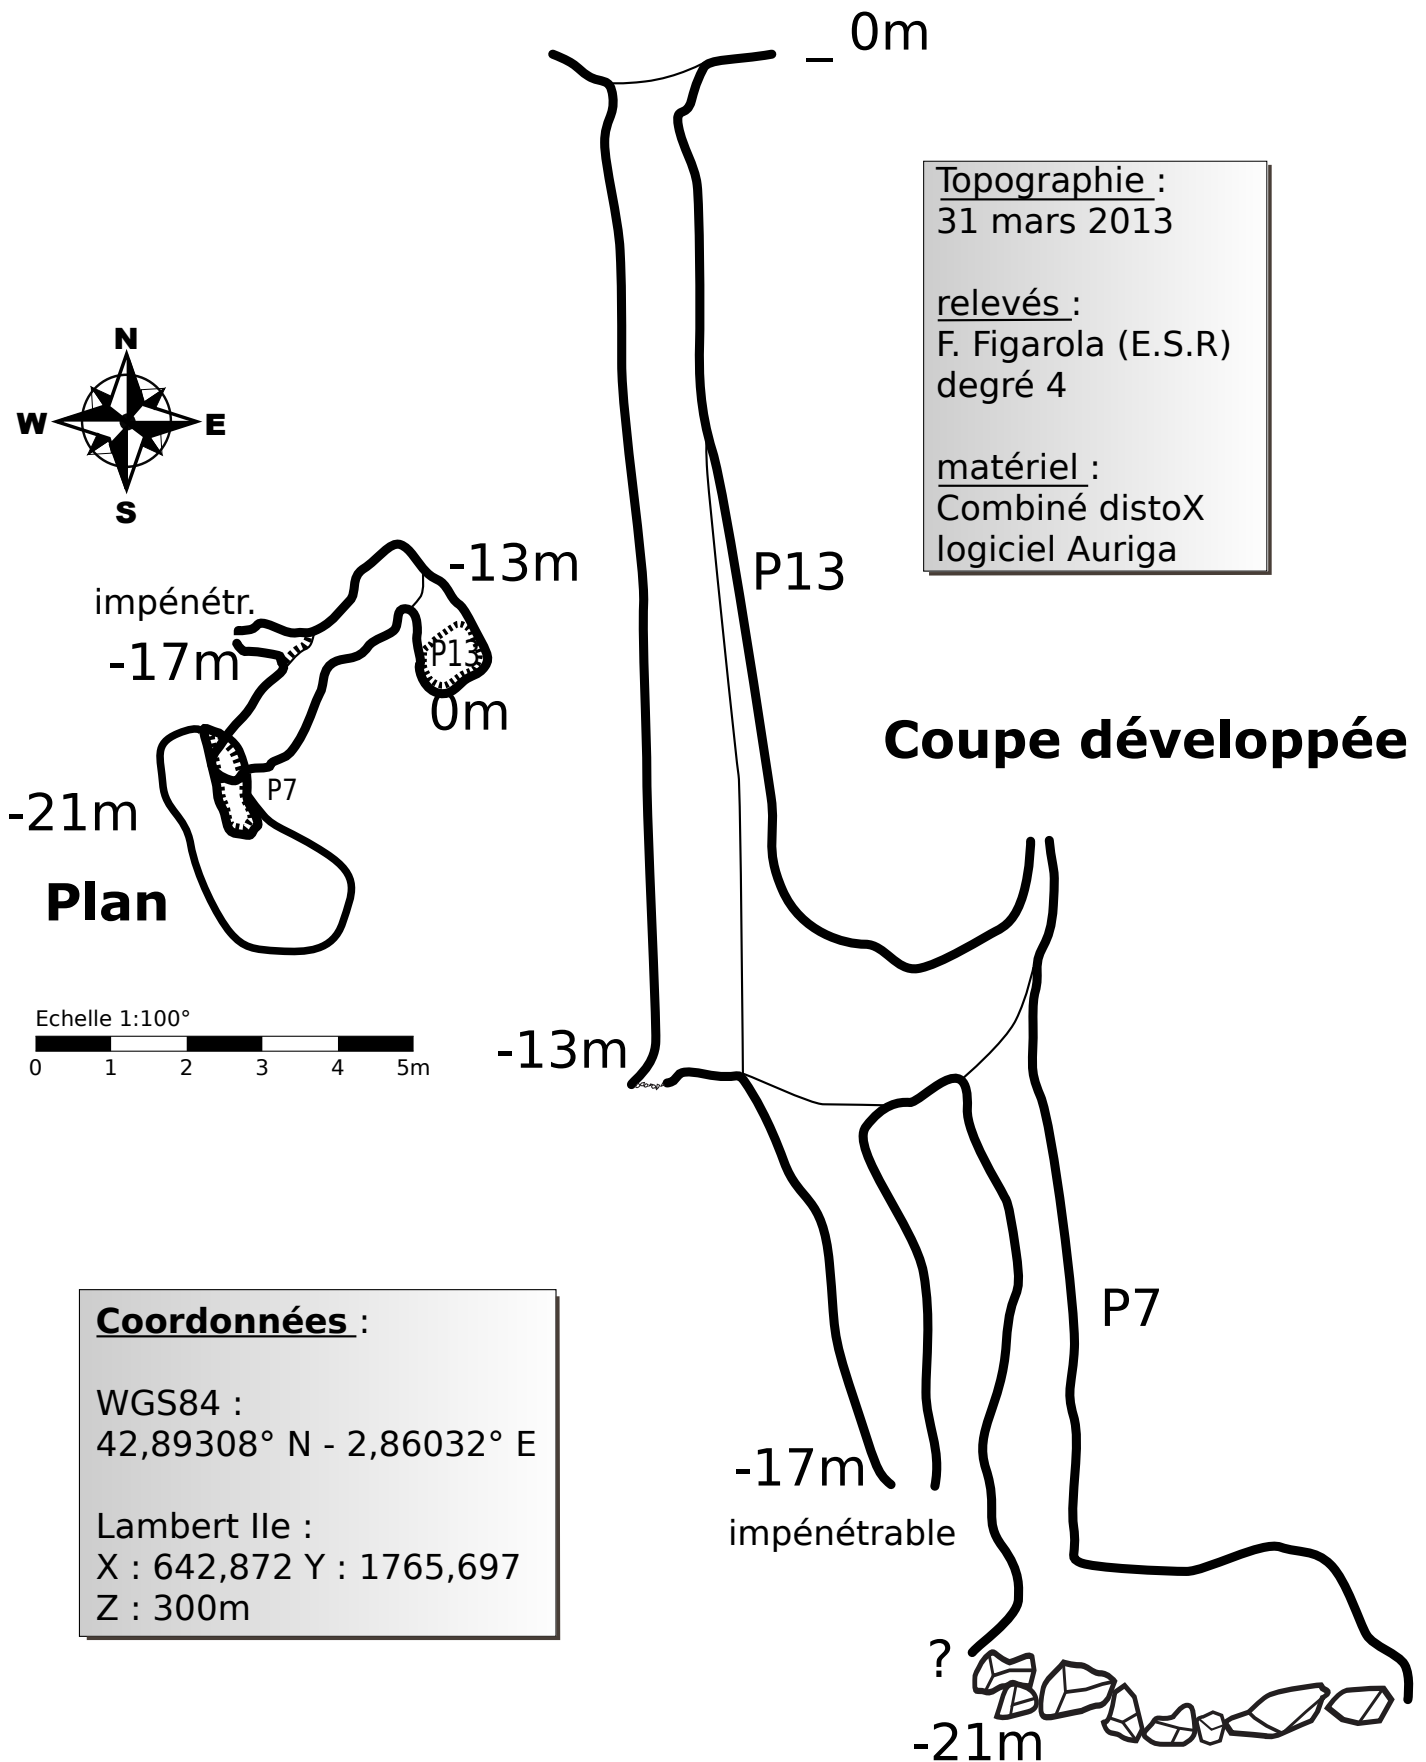 _ 0m
Topographie :
31 mars 2013
relevés :
F. Figarola (E.S.R)
degré 4
matériel :
Combiné distoX
logiciel Auriga
N
W
E
S
-13m
impénétr.
-17m
P13
0m
P7
-21m
Plan
P13
Coupe développée
Echelle 1:100°
0 1 2 3 4 5m
-13m
Coordonnées :
WGS84 :
42,89308° N - 2,86032° E
Lambert IIe :
X : 642,872 Y : 1765,697
Z : 300m
P7
-17m
impénétrable
?
-21m